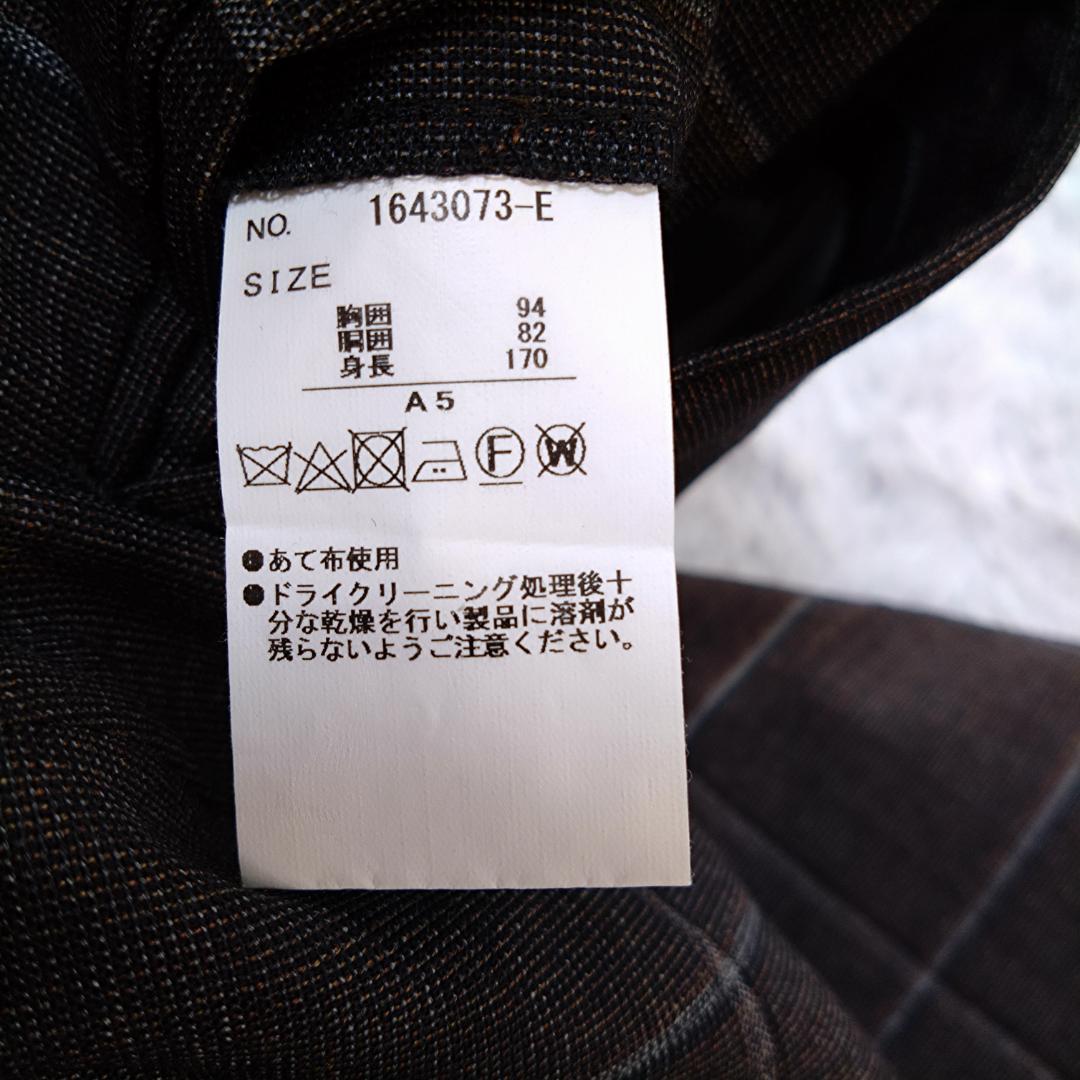 NO. 1643073-E
SIZE
胸囲 94
胴囲 82
身長 170
A5
F W
●あて布使用
●ドライクリーニング処理後十
分な乾燥を行い製品に溶剤が
残らないようご注意ください。